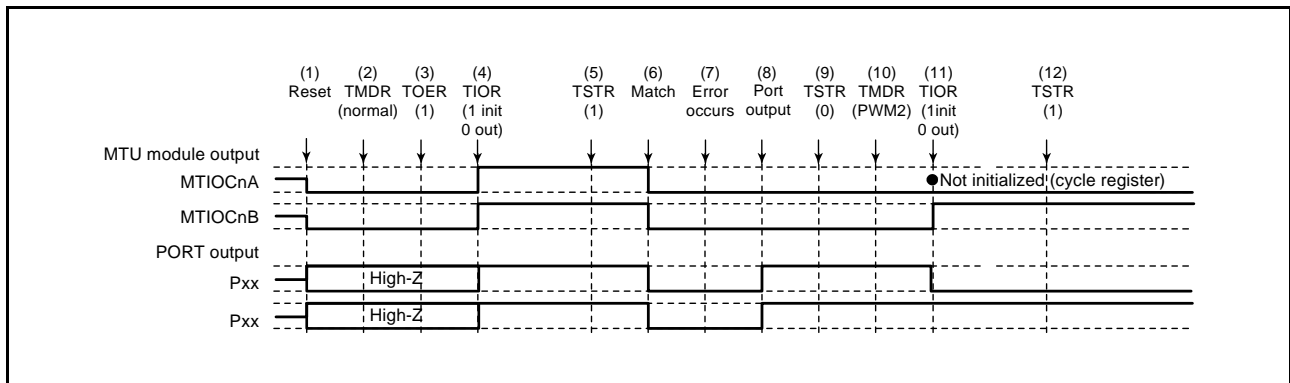 (1) (2) (3) (4) (5) (6) (7) (8) (9) (10) (11) (12)
Reset TMDR TOER TIOR TSTR Match Error Port TSTR TMDR TIOR TSTR
(normal) (1) (1 init (1) occurs output (0) (PWM2) (1init (1)
0 out) 0 out)
MTU module output
MTIOCnA
●Not initialized (cycle register)
MTIOCnB
PORT output
Pxx
High-Z
Pxx
High-Z